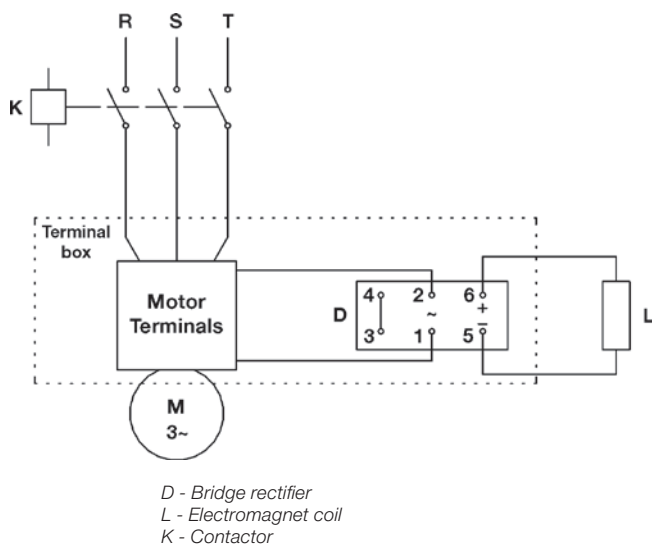 R S T
K
Terminal
box
Motor
Terminals
D
4 2 6
~ +
−
3 1 5
L
M
3~
D - Bridge rectifier
L - Electromagnet coil
K - Contactor